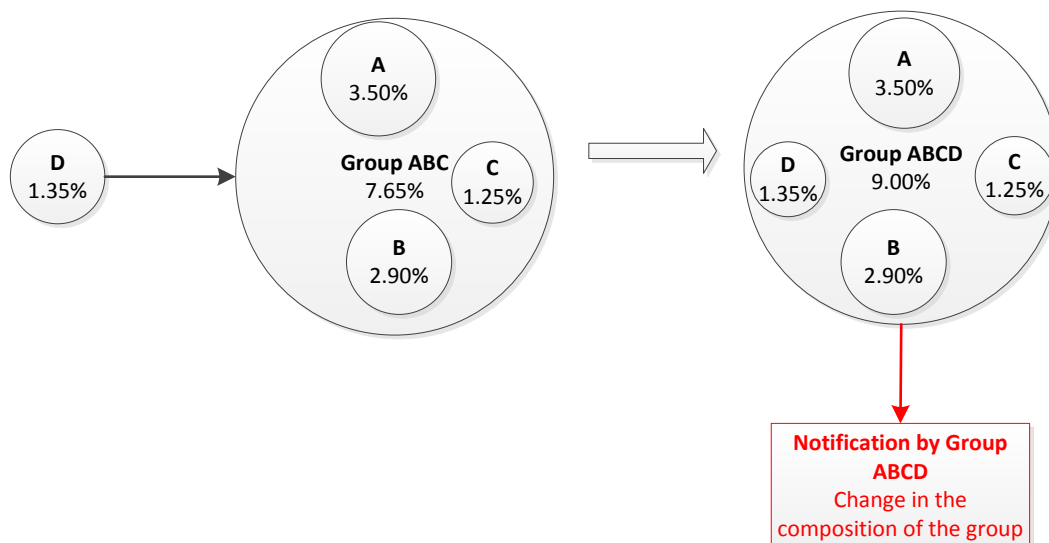 D
1.35%
A
3.50%
Group ABC
7.65%
C
1.25%
B
2.90%
A
3.50%
D
1.35%
Group ABCD
9.00%
C
1.25%
B
2.90%
Notification by Group
ABCD
Change in the
composition of the group